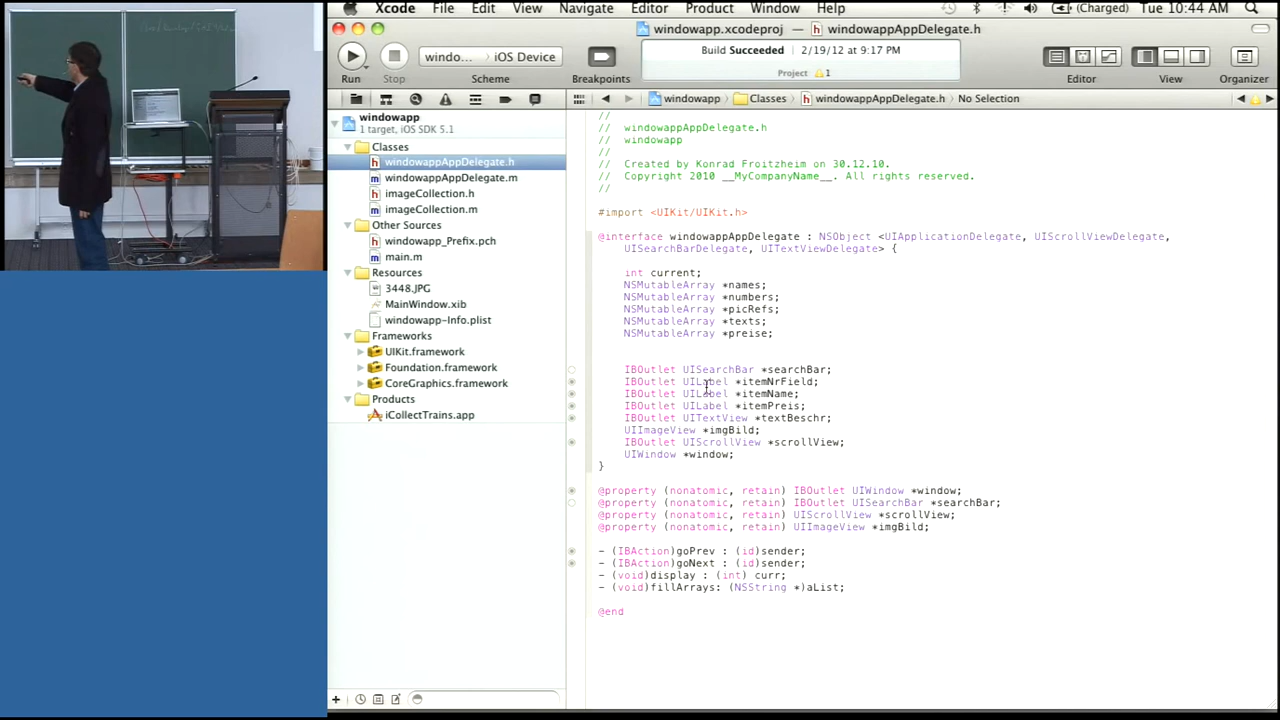 Xcode File Edit View Navigate Editor Product Window Help (Charged) Tue 10:44 AM
windowapp.xcodeproj — windowappAppDelegate.h
Run Stop windo... iOS Device Scheme Breakpoints Build Succeeded 2/19/12 at 9:17 PM Project 1 Editor View Organizer
windowapp Classes windowappAppDelegate.h No Selection
windowapp
1 target, iOS SDK 5.1
Classes
windowappAppDelegate.h
windowappAppDelegate.m
imageCollection.h
imageCollection.m
Other Sources
windowapp_Prefix.pch
main.m
Resources
3448.JPG
MainWindow.xib
windowapp-Info.plist
Frameworks
UIKit.framework
Foundation.framework
CoreGraphics.framework
Products
iCollectTrains.app
//
// windowappAppDelegate.h
// windowapp
//
// Created by Konrad Froitzheim on 30.12.10.
// Copyright 2010 __MyCompanyName__. All rights reserved.
//
#import <UIKit/UIKit.h>
@interface windowappAppDelegate : NSObject <UIApplicationDelegate, UIScrollViewDelegate,
UISearchBarDelegate, UITextViewDelegate> {
int current;
NSMutableArray *names;
NSMutableArray *numbers;
NSMutableArray *picRefs;
NSMutableArray *texts;
NSMutableArray *preise;
IBOutlet UISearchBar *searchBar;
IBOutlet UILabel *itemNrField;
IBOutlet UILabel *itemName;
IBOutlet UILabel *itemPreis;
IBOutlet UITextView *textBeschr;
UIImageView *imgBild;
IBOutlet UIScrollView *scrollView;
UIWindow *window;
}
@property (nonatomic, retain) IBOutlet UIWindow *window;
@property (nonatomic, retain) IBOutlet UISearchBar *searchBar;
@property (nonatomic, retain) UIScrollView *scrollView;
@property (nonatomic, retain) UIImageView *imgBild;
- (IBAction)goPrev : (id)sender;
- (IBAction)goNext : (id)sender;
- (void)display : (int) curr;
- (void)fillArrays: (NSString *)aList;
@end